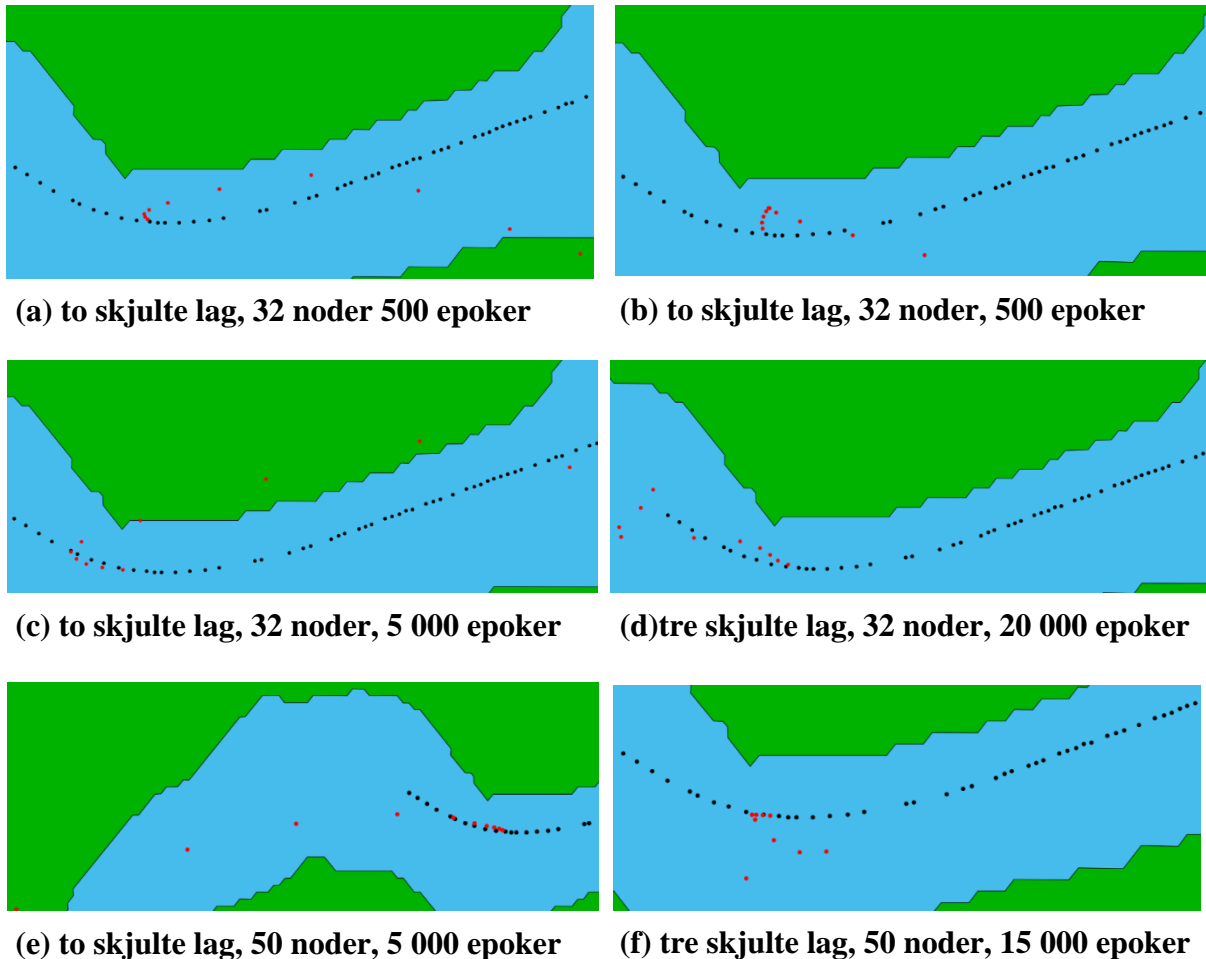 (a) to skjulte lag, 32 noder 500 epoker
(b) to skjulte lag, 32 noder, 500 epoker
(c) to skjulte lag, 32 noder, 5 000 epoker
(d)tre skjulte lag, 32 noder, 20 000 epoker
(e) to skjulte lag, 50 noder, 5 000 epoker
(f) tre skjulte lag, 50 noder, 15 000 epoker